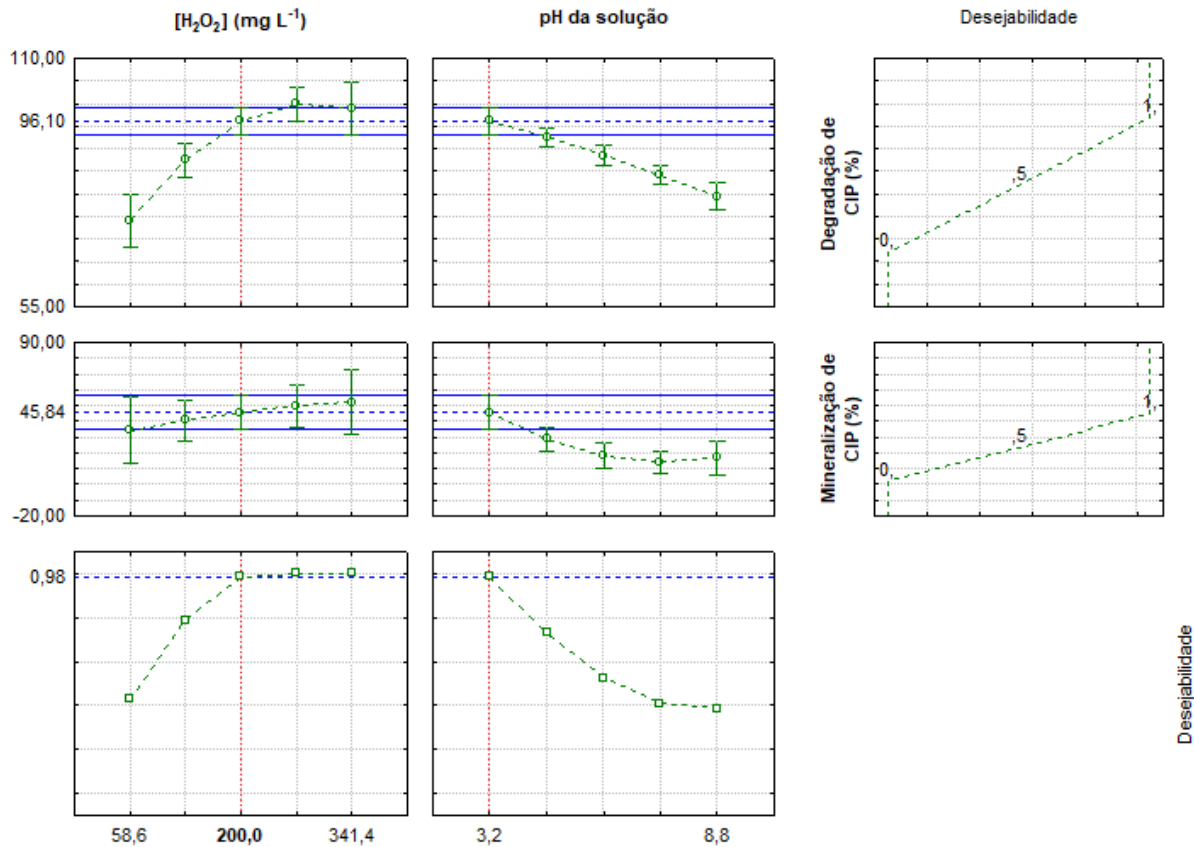 [H₂O₂] (mg L⁻¹)
pH da solução
Desejabilidade
110,00
96,10
55,00
Degradação de
CIP (%)
1,
,5
0,
90,00
45,84
-20,00
Mineralização de
CIP (%)
1,
,5
0,
0,98
Desejabilidade
58,6
200,0
341,4
3,2
8,8